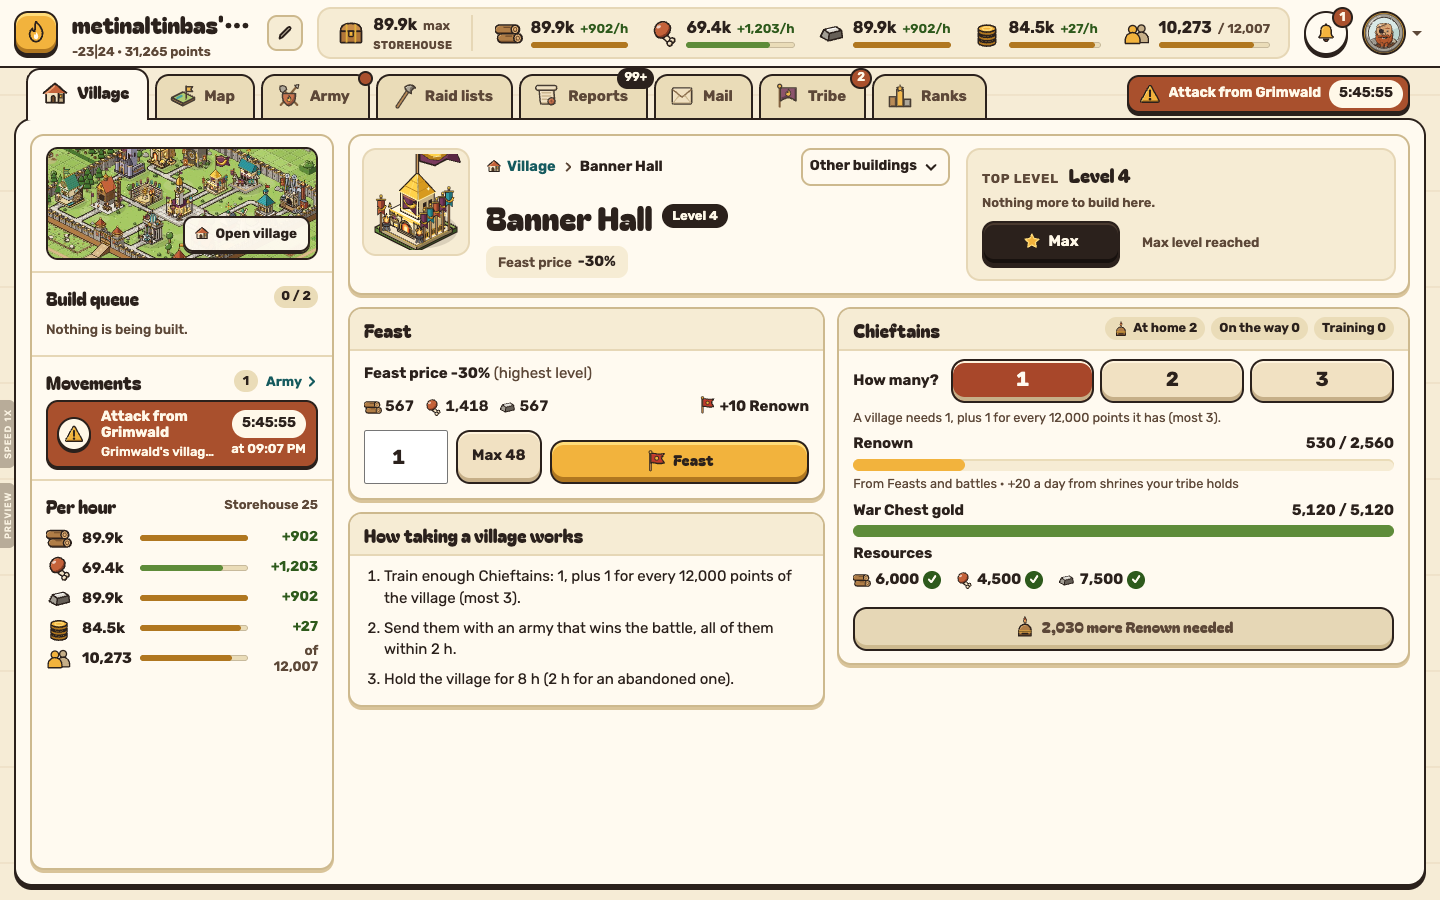 metinaltinbas'•••
-23|24 • 31,265 points
89.9k max
STOREHOUSE
89.9k +902/h
69.4k +1,203/h
89.9k +902/h
84.5k +27/h
10,273 / 12,007
1
Village
Map
Army
Raid lists
Reports
99+
Mail
Tribe
2
Ranks
Attack from Grimwald 5:45:55
SPEED 1X
PREVIEW
Open village
Build queue 0 / 2
Nothing is being built.
Movements 1 Army
Attack from
Grimwald
5:45:55
Grimwald's villag... at 09:07 PM
Per hour Storehouse 25
89.9k +902
69.4k +1,203
89.9k +902
84.5k +27
10,273 of
12,007
Village > Banner Hall
Other buildings
Banner Hall Level 4
Feast price -30%
TOP LEVEL Level 4
Nothing more to build here.
Max Max level reached
Feast
Feast price -30% (highest level)
567 1,418 567 +10 Renown
1 Max 48 Feast
How taking a village works
1. Train enough Chieftains: 1, plus 1 for every 12,000 points of
the village (most 3).
2. Send them with an army that wins the battle, all of them
within 2 h.
3. Hold the village for 8 h (2 h for an abandoned one).
Chieftains At home 2 On the way 0 Training 0
How many? 1 2 3
A village needs 1, plus 1 for every 12,000 points it has (most 3).
Renown 530 / 2,560
From Feasts and battles • +20 a day from shrines your tribe holds
War Chest gold 5,120 / 5,120
Resources
6,000 4,500 7,500
2,030 more Renown needed